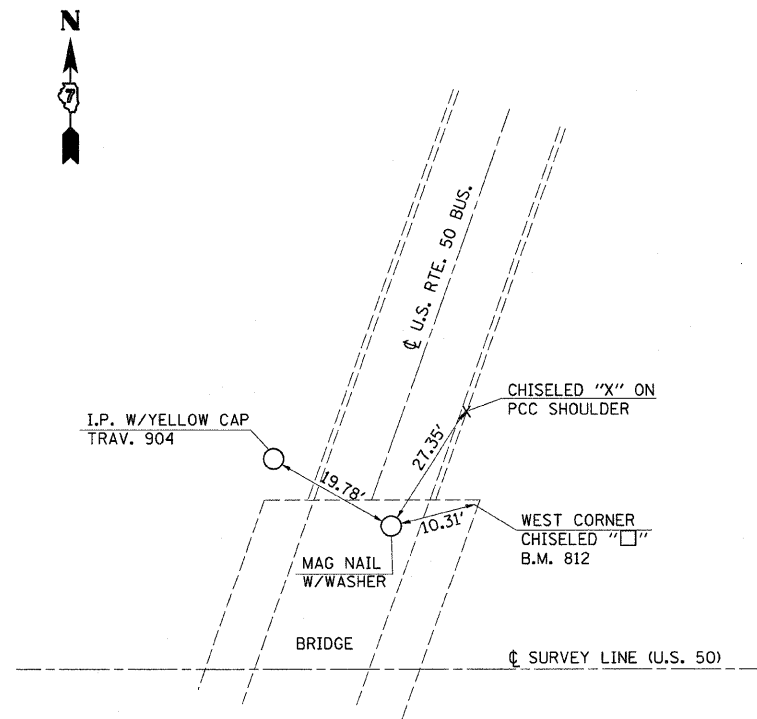 N
7
℄ U.S. RTE. 50 BUS.
CHISELED "X" ON
PCC SHOULDER
X
27.35'
I.P. W/YELLOW CAP
TRAV. 904
19.78'
10.31'
WEST CORNER
CHISELED "□"
B.M. 812
MAG NAIL
W/WASHER
BRIDGE
℄ SURVEY LINE (U.S. 50)